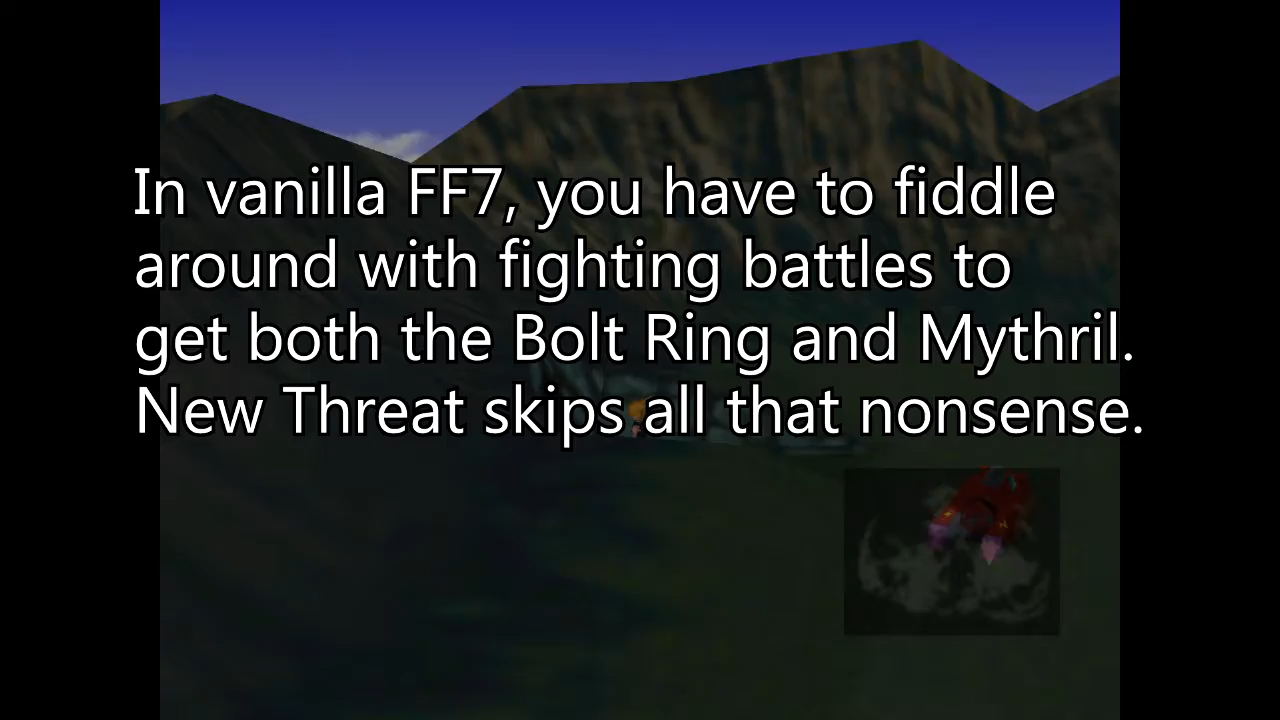 In vanilla FF7, you have to fiddle
around with fighting battles to
get both the Bolt Ring and Mythril.
New Threat skips all that nonsense.